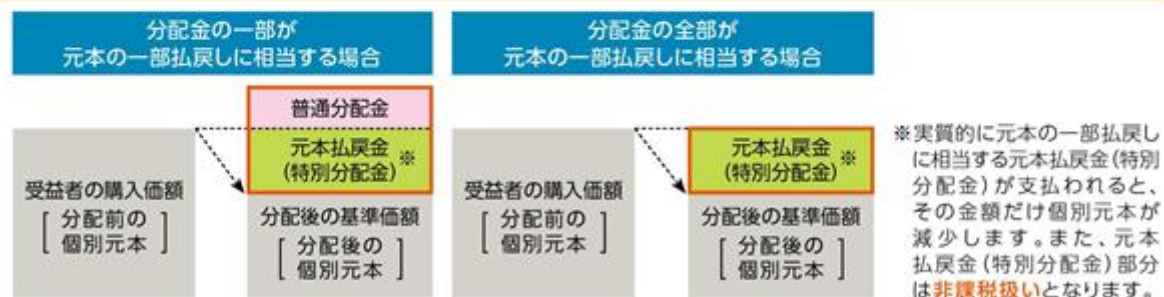 分配金の一部が
元本の一部払戻しに相当する場合
普通分配金
元本払戻金
(特別分配金)
※
受益者の購入価額
[ 分配前の
個別元本 ]
分配後の基準価額
[ 分配後の
個別元本 ]
分配金の全部が
元本の一部払戻しに相当する場合
元本払戻金
(特別分配金)
※
受益者の購入価額
[ 分配前の
個別元本 ]
分配後の基準価額
[ 分配後の
個別元本 ]
※実質的に元本の一部払戻し
に相当する元本払戻金(特別
分配金)が支払われると、
その金額だけ個別元本が
減少します。また、元本
払戻金(特別分配金)部分
は非課税扱いとなります。